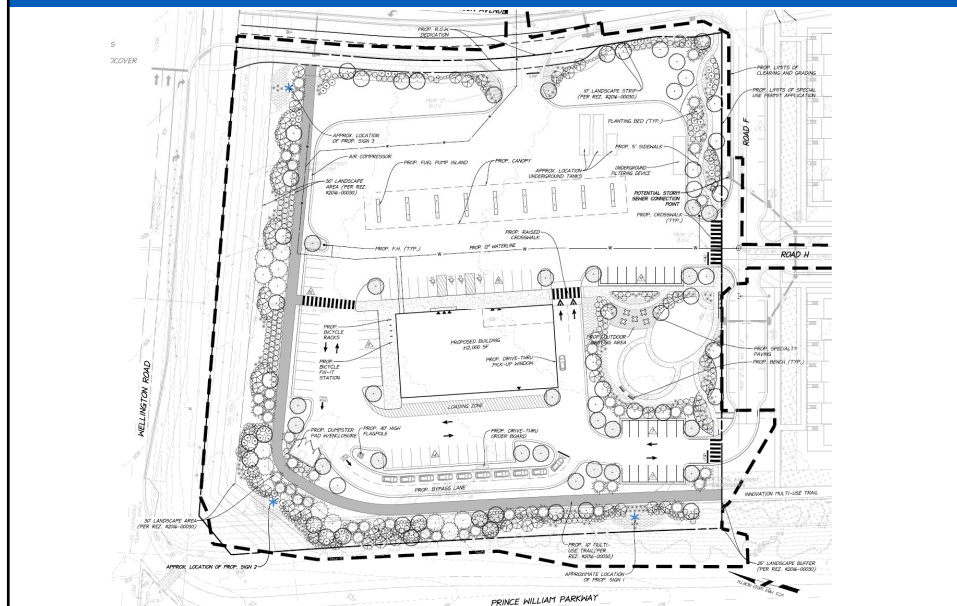 PROP. R.O.W.
DEDICATION
PROP. LIMITS OF
CLEARING AND GRADING
10' LANDSCAPE STRIP
(PER REZ. #2016-00030)
PROP. LIMITS OF SPECIAL
USE PERMIT APPLICATION
ROAD F
PLANTING BED (TYP.)
APPROX. LOCATION
OF PROP. SIGN 3
PROP. 5' SIDEWALK
AIR COMPRESSOR
PROP. FUEL PUMP ISLAND
PROP. CANOPY
APPROX. LOCATION
UNDERGROUND TANKS
UNDERGROUND
FILTERING DEVICE
30' LANDSCAPE
AREA (PER REZ.
#2016-00030)
POTENTIAL STORM
SEWER CONNECTION
POINT
PROP. CROSSWALK
(TYP.)
PROP. RAISED
CROSSWALK
PROP. F.H. (TYP.)
PROP. 12" WATERLINE
ROAD H
PROP.
BICYCLE
RACKS
PROPOSED BUILDING
±12,000 SF
PROP. OUTDOOR
AREA
PROP.
BICYCLE
FIX-IT
STATION
PROP. DRIVE-THRU
PICK-UP WINDOW
PROP. SPECIALTY
PAVING
PROP. BENCH (TYP.)
WELLINGTON ROAD
LOADING ZONE
PROP. DUMPSTER
PAD W/ENCLOSURE
PROP. 40' HIGH
FLAGPOLE
PROP. DRIVE-THRU
ORDER BOARD
PROP. BYPASS LANE
INNOVATION MULTI-USE TRAIL
30' LANDSCAPE AREA
(PER REZ. #2016-00030)
APPROX. LOCATION OF PROP. SIGN 2
PROP. 10' MULTI-
USE TRAIL(PER
REZ. #2016-00030)
APPROXIMATE LOCATION
OF PROP. SIGN 1
PRINCE WILLIAM PARKWAY